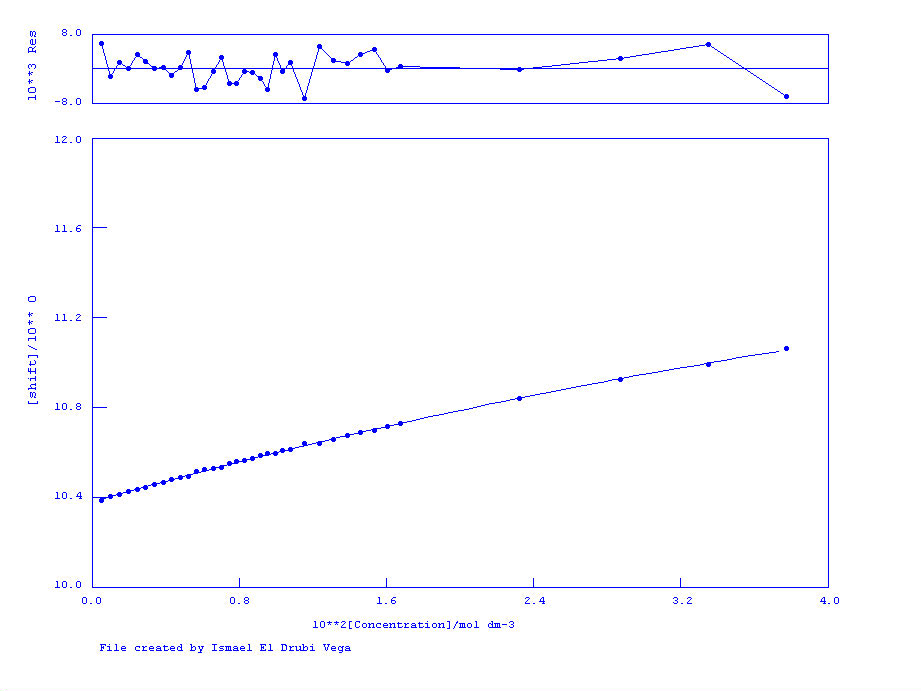 8.0
10**3 Res
-8.0
12.0
11.6
11.2
[shift]/10** 0
10.8
10.4
10.0
0.0 0.8 1.6 2.4 3.2 4.0
10**2[Concentration]/mol dm-3
File created by Ismael El Drubi Vega